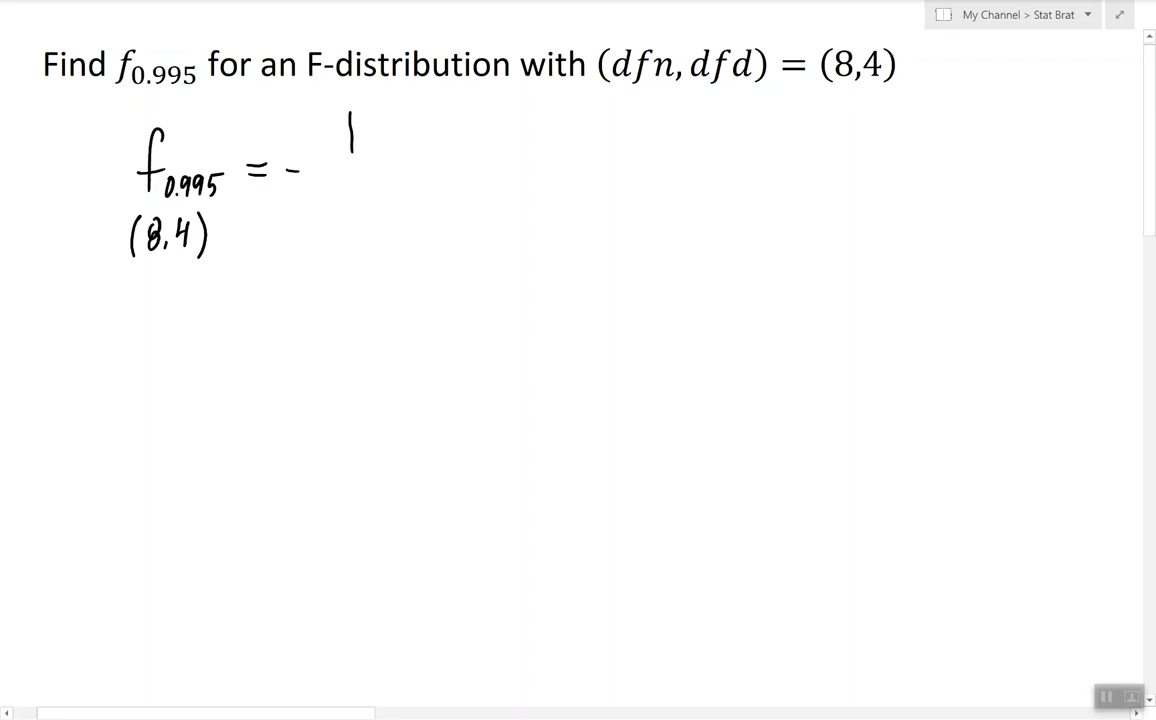 My Channel > Stat Brat
Find f0.995 for an F-distribution with (dfn, dfd) = (8,4)
1
f0.995 = -
(8,4)